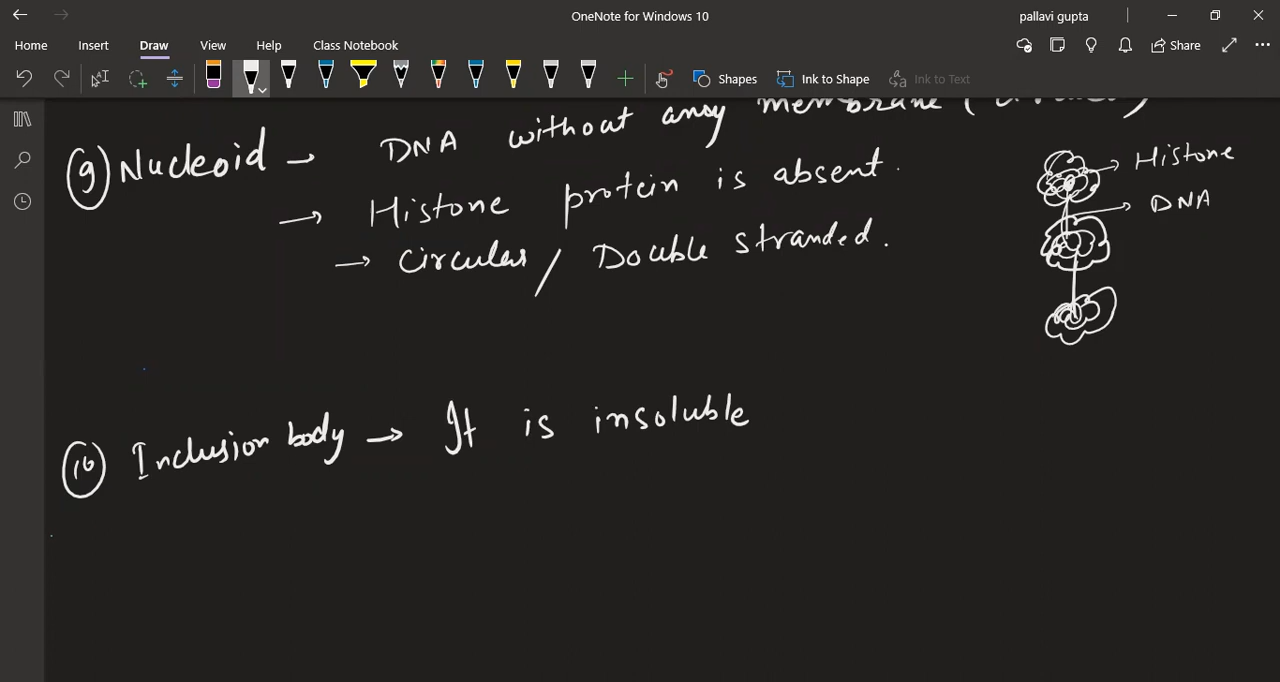 OneNote for Windows 10
pallavi gupta
Home Insert Draw View Help Class Notebook
Share
Shapes Ink to Shape Ink to Text
DNA without any membrane (
(9) Nucleoid →
→ Histone protein is absent.
→ Circular / Double stranded.
Histone
DNA
(10) Inclusion body → It is insoluble